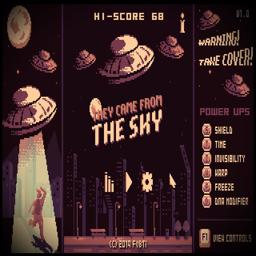 HI-SCORE 68
V1.0
WARNING!
TAKE COVER!
THEY CAME FROM
THE SKY
POWER UPS
SHIELD
TIME
INVISIBILITY
WARP
FREEZE
DNA MODIFIER
F1 VIEW CONTROLS